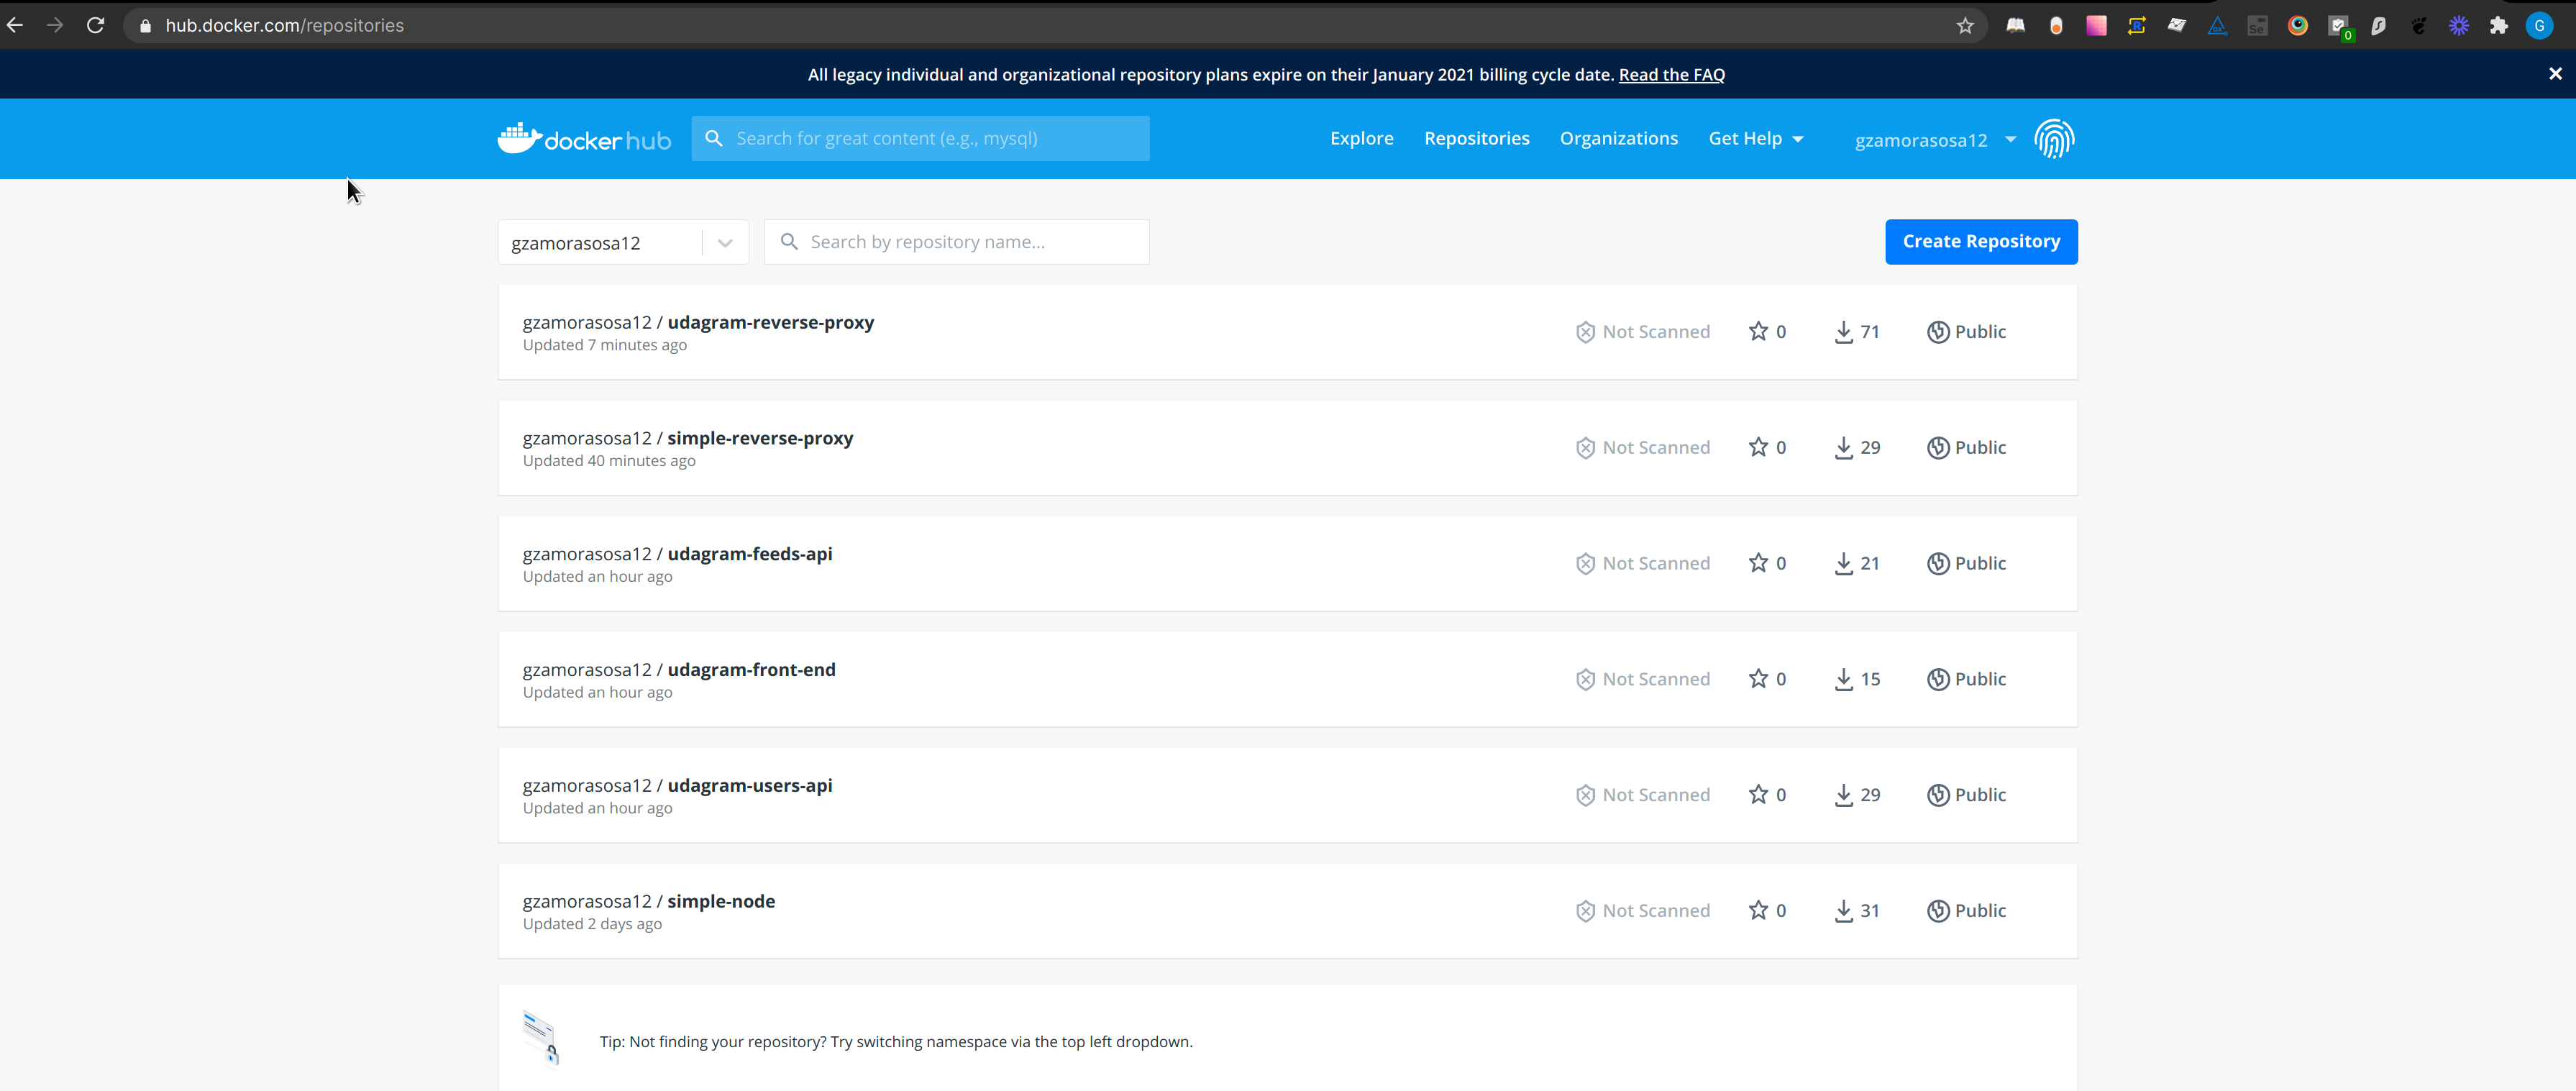 hub.docker.com/repositories
0
G
All legacy individual and organizational repository plans expire on their January 2021 billing cycle date. Read the FAQ
docker hub
Search for great content (e.g., mysql)
Explore
Repositories
Organizations
Get Help
gzamorasosa12
gzamorasosa12
Search by repository name...
Create Repository
gzamorasosa12 / udagram-reverse-proxy
Updated 7 minutes ago
Not Scanned
0
71
Public
gzamorasosa12 / simple-reverse-proxy
Updated 40 minutes ago
Not Scanned
0
29
Public
gzamorasosa12 / udagram-feeds-api
Updated an hour ago
Not Scanned
0
21
Public
gzamorasosa12 / udagram-front-end
Updated an hour ago
Not Scanned
0
15
Public
gzamorasosa12 / udagram-users-api
Updated an hour ago
Not Scanned
0
29
Public
gzamorasosa12 / simple-node
Updated 2 days ago
Not Scanned
0
31
Public
Tip: Not finding your repository? Try switching namespace via the top left dropdown.